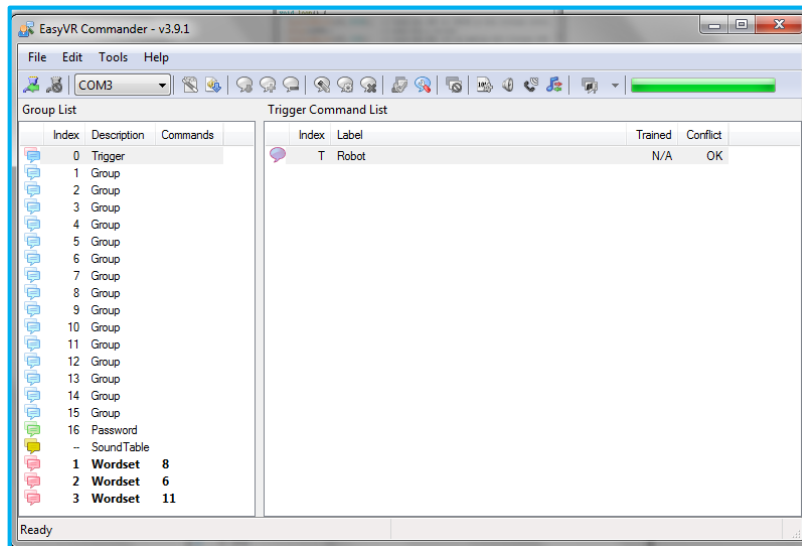 EasyVR Commander - v3.9.1
File Edit Tools Help
COM3
Group List
Index Description Commands
0 Trigger
1 Group
2 Group
3 Group
4 Group
5 Group
6 Group
7 Group
8 Group
9 Group
10 Group
11 Group
12 Group
13 Group
14 Group
15 Group
16 Password
-- SoundTable
1 Wordset 8
2 Wordset 6
3 Wordset 11
Trigger Command List
Index Label Trained Conflict
T Robot N/A OK
Ready